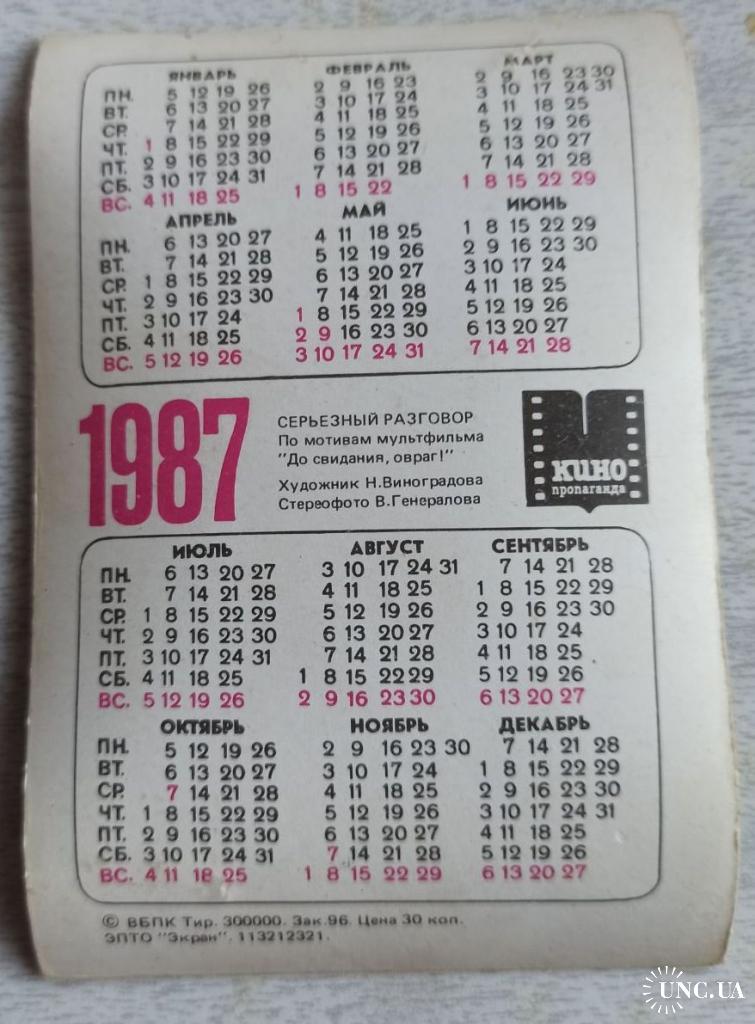 ЯНВАРЬ ФЕВРАЛЬ МАРТ
ПН. 5 12 19 26 2 9 16 23 2 9 16 23 30
ВТ. 6 13 20 27 3 10 17 24 3 10 17 24 31
СР. 7 14 21 28 4 11 18 25 4 11 18 25
ЧТ. 1 8 15 22 29 5 12 19 26 5 12 19 26
ПТ. 2 9 16 23 30 6 13 20 27 6 13 20 27
СБ. 3 10 17 24 31 7 14 21 28 7 14 21 28
ВС. 4 11 18 25 1 8 15 22 1 8 15 22 29
АПРЕЛЬ МАЙ ИЮНЬ
ПН. 6 13 20 27 4 11 18 25 1 8 15 22 29
ВТ. 7 14 21 28 5 12 19 26 2 9 16 23 30
СР. 1 8 15 22 29 6 13 20 27 3 10 17 24
ЧТ. 2 9 16 23 30 7 14 21 28 4 11 18 25
ПТ. 3 10 17 24 1 8 15 22 29 5 12 19 26
СБ. 4 11 18 25 2 9 16 23 30 6 13 20 27
ВС. 5 12 19 26 3 10 17 24 31 7 14 21 28
1987
СЕРЬЕЗНЫЙ РАЗГОВОР
По мотивам мультфильма
"До свидания, овраг!"
Художник Н.Виноградова
Стереофото В.Генералова
КИНО
пропаганда
ИЮЛЬ АВГУСТ СЕНТЯБРЬ
ПН. 6 13 20 27 3 10 17 24 31 7 14 21 28
ВТ. 7 14 21 28 4 11 18 25 1 8 15 22 29
СР. 1 8 15 22 29 5 12 19 26 2 9 16 23 30
ЧТ. 2 9 16 23 30 6 13 20 27 3 10 17 24
ПТ. 3 10 17 24 31 7 14 21 28 4 11 18 25
СБ. 4 11 18 25 1 8 15 22 29 5 12 19 26
ВС. 5 12 19 26 2 9 16 23 30 6 13 20 27
ОКТЯБРЬ НОЯБРЬ ДЕКАБРЬ
ПН. 5 12 19 26 2 9 16 23 30 7 14 21 28
ВТ. 6 13 20 27 3 10 17 24 1 8 15 22 29
СР. 7 14 21 28 4 11 18 25 2 9 16 23 30
ЧТ. 1 8 15 22 29 5 12 19 26 3 10 17 24 31
ПТ. 2 9 16 23 30 6 13 20 27 4 11 18 25
СБ. 3 10 17 24 31 7 14 21 28 5 12 19 26
ВС. 4 11 18 25 1 8 15 22 29 6 13 20 27
© ВБПК Тир. 300000. Зак.96. Цена 30 коп.
ЭПТО "Экран". 113212321.
UNC.UA